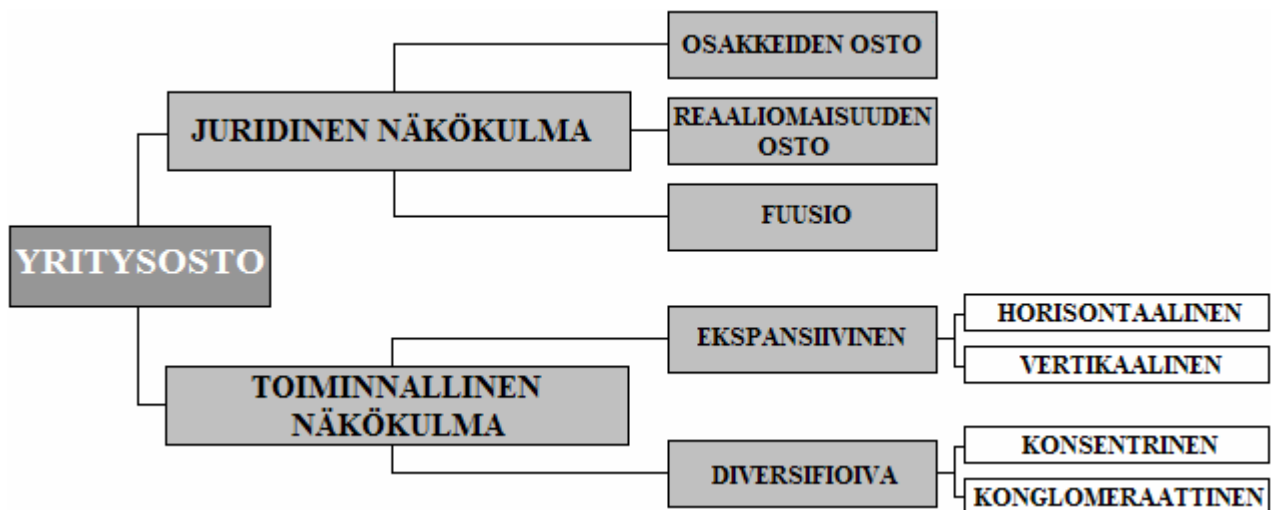 OSAKKEIDEN OSTO
JURIDINEN NÄKÖKULMA
REAALIOMAISUUDEN
OSTO
FUUSIO
YRITYSOSTO
HORISONTAALINEN
EKSPANSIIVINEN
VERTIKAALINEN
TOIMINNALLINEN
NÄKÖKULMA
KONSENTRINEN
DIVERSIFIOIVA
KONGLOMERAATTINEN